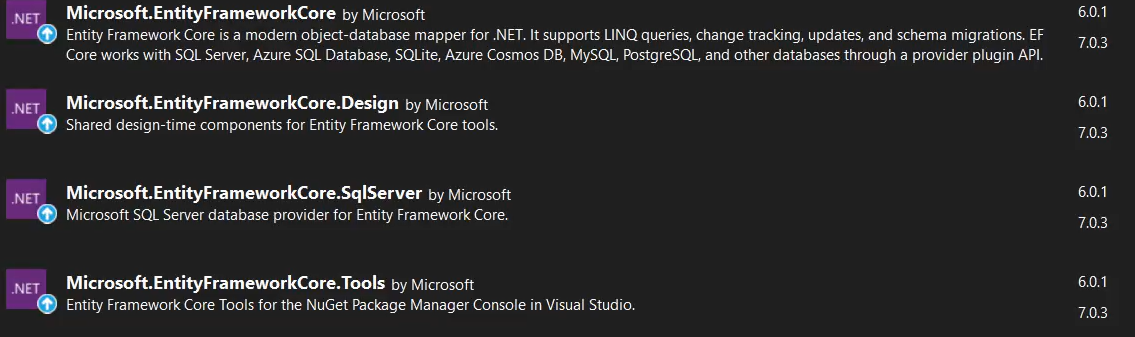 .NET
Microsoft.EntityFrameworkCore by Microsoft 6.0.1
Entity Framework Core is a modern object-database mapper for .NET. It supports LINQ queries, change tracking, updates, and schema migrations. EF 7.0.3
Core works with SQL Server, Azure SQL Database, SQLite, Azure Cosmos DB, MySQL, PostgreSQL, and other databases through a provider plugin API.
.NET
Microsoft.EntityFrameworkCore.Design by Microsoft 6.0.1
Shared design-time components for Entity Framework Core tools. 7.0.3
.NET
Microsoft.EntityFrameworkCore.SqlServer by Microsoft 6.0.1
Microsoft SQL Server database provider for Entity Framework Core. 7.0.3
.NET
Microsoft.EntityFrameworkCore.Tools by Microsoft 6.0.1
Entity Framework Core Tools for the NuGet Package Manager Console in Visual Studio. 7.0.3